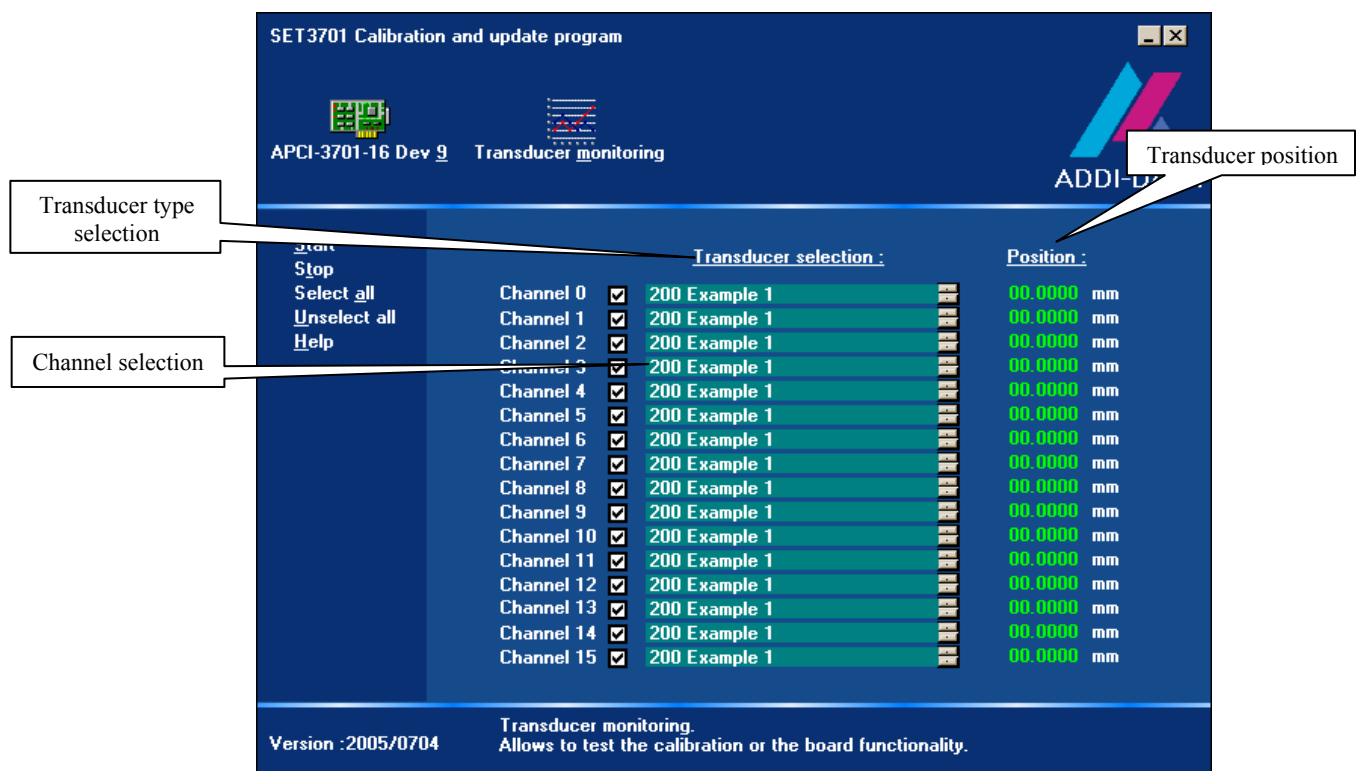 SET3701 Calibration and update program
APCI-3701-16 Dev 9
Transducer monitoring
Transducer position
Transducer type
selection
Start
Stop
Select all
Unselect all
Help
Channel selection
Transducer selection :
Position :
Channel 0 200 Example 1 00.0000 mm
Channel 1 200 Example 1 00.0000 mm
Channel 2 200 Example 1 00.0000 mm
Channel 3 200 Example 1 00.0000 mm
Channel 4 200 Example 1 00.0000 mm
Channel 5 200 Example 1 00.0000 mm
Channel 6 200 Example 1 00.0000 mm
Channel 7 200 Example 1 00.0000 mm
Channel 8 200 Example 1 00.0000 mm
Channel 9 200 Example 1 00.0000 mm
Channel 10 200 Example 1 00.0000 mm
Channel 11 200 Example 1 00.0000 mm
Channel 12 200 Example 1 00.0000 mm
Channel 13 200 Example 1 00.0000 mm
Channel 14 200 Example 1 00.0000 mm
Channel 15 200 Example 1 00.0000 mm
Version :2005/0704
Transducer monitoring.
Allows to test the calibration or the board functionality.